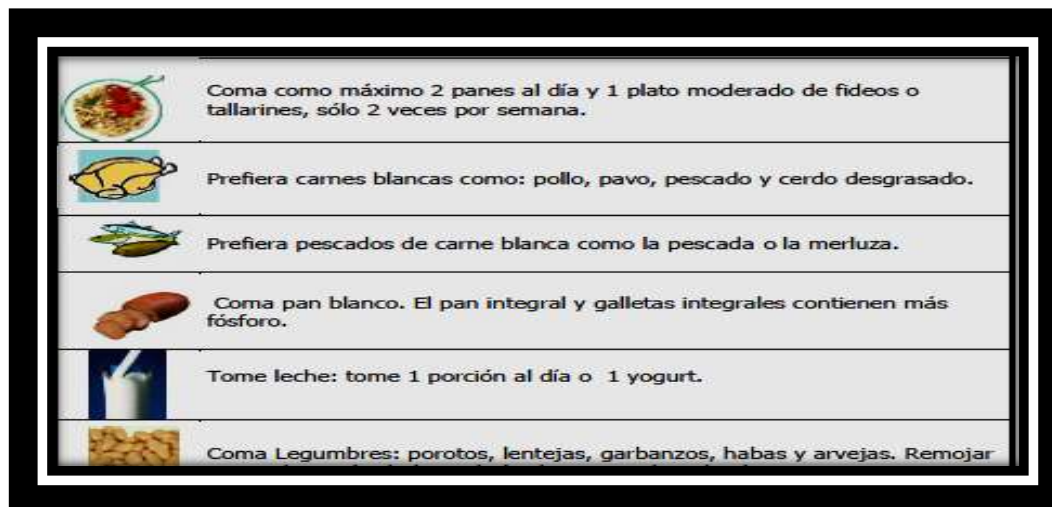 Coma como máximo 2 panes al día y 1 plato moderado de fideos o
tallarines, sólo 2 veces por semana.
Prefiera carnes blancas como: pollo, pavo, pescado y cerdo desgrasado.
Prefiera pescados de carne blanca como la pescada o la merluza.
Coma pan blanco. El pan integral y galletas integrales contienen más
fósforo.
Tome leche: tome 1 porción al día o 1 yogurt.
Coma Legumbres: porotos, lentejas, garbanzos, habas y arvejas. Remojar